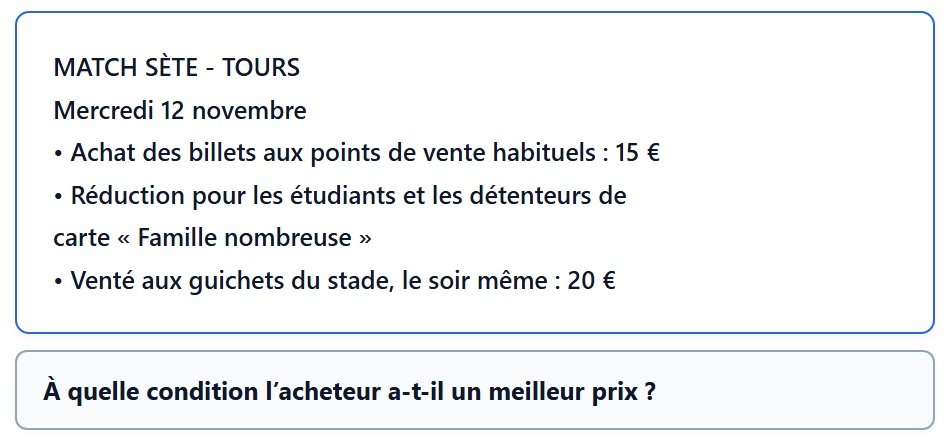 MATCH SÈTE - TOURS
Mercredi 12 novembre
• Achat des billets aux points de vente habituels : 15 €
• Réduction pour les étudiants et les détenteurs de
carte « Famille nombreuse »
• Venté aux guichets du stade, le soir même : 20 €
À quelle condition l’acheteur a-t-il un meilleur prix ?